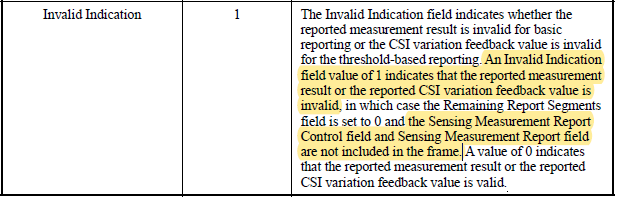 Invalid Indication
1
The Invalid Indication field indicates whether the
reported measurement result is invalid for basic
reporting or the CSI variation feedback value is invalid
for the threshold-based reporting. An Invalid Indication
field value of 1 indicates that the reported measurement
result or the reported CSI variation feedback value is
invalid, in which case the Remaining Report Segments
field is set to 0 and the Sensing Measurement Report
Control field and Sensing Measurement Report field
are not included in the frame. A value of 0 indicates
that the reported measurement result or the reported
CSI variation feedback value is valid.